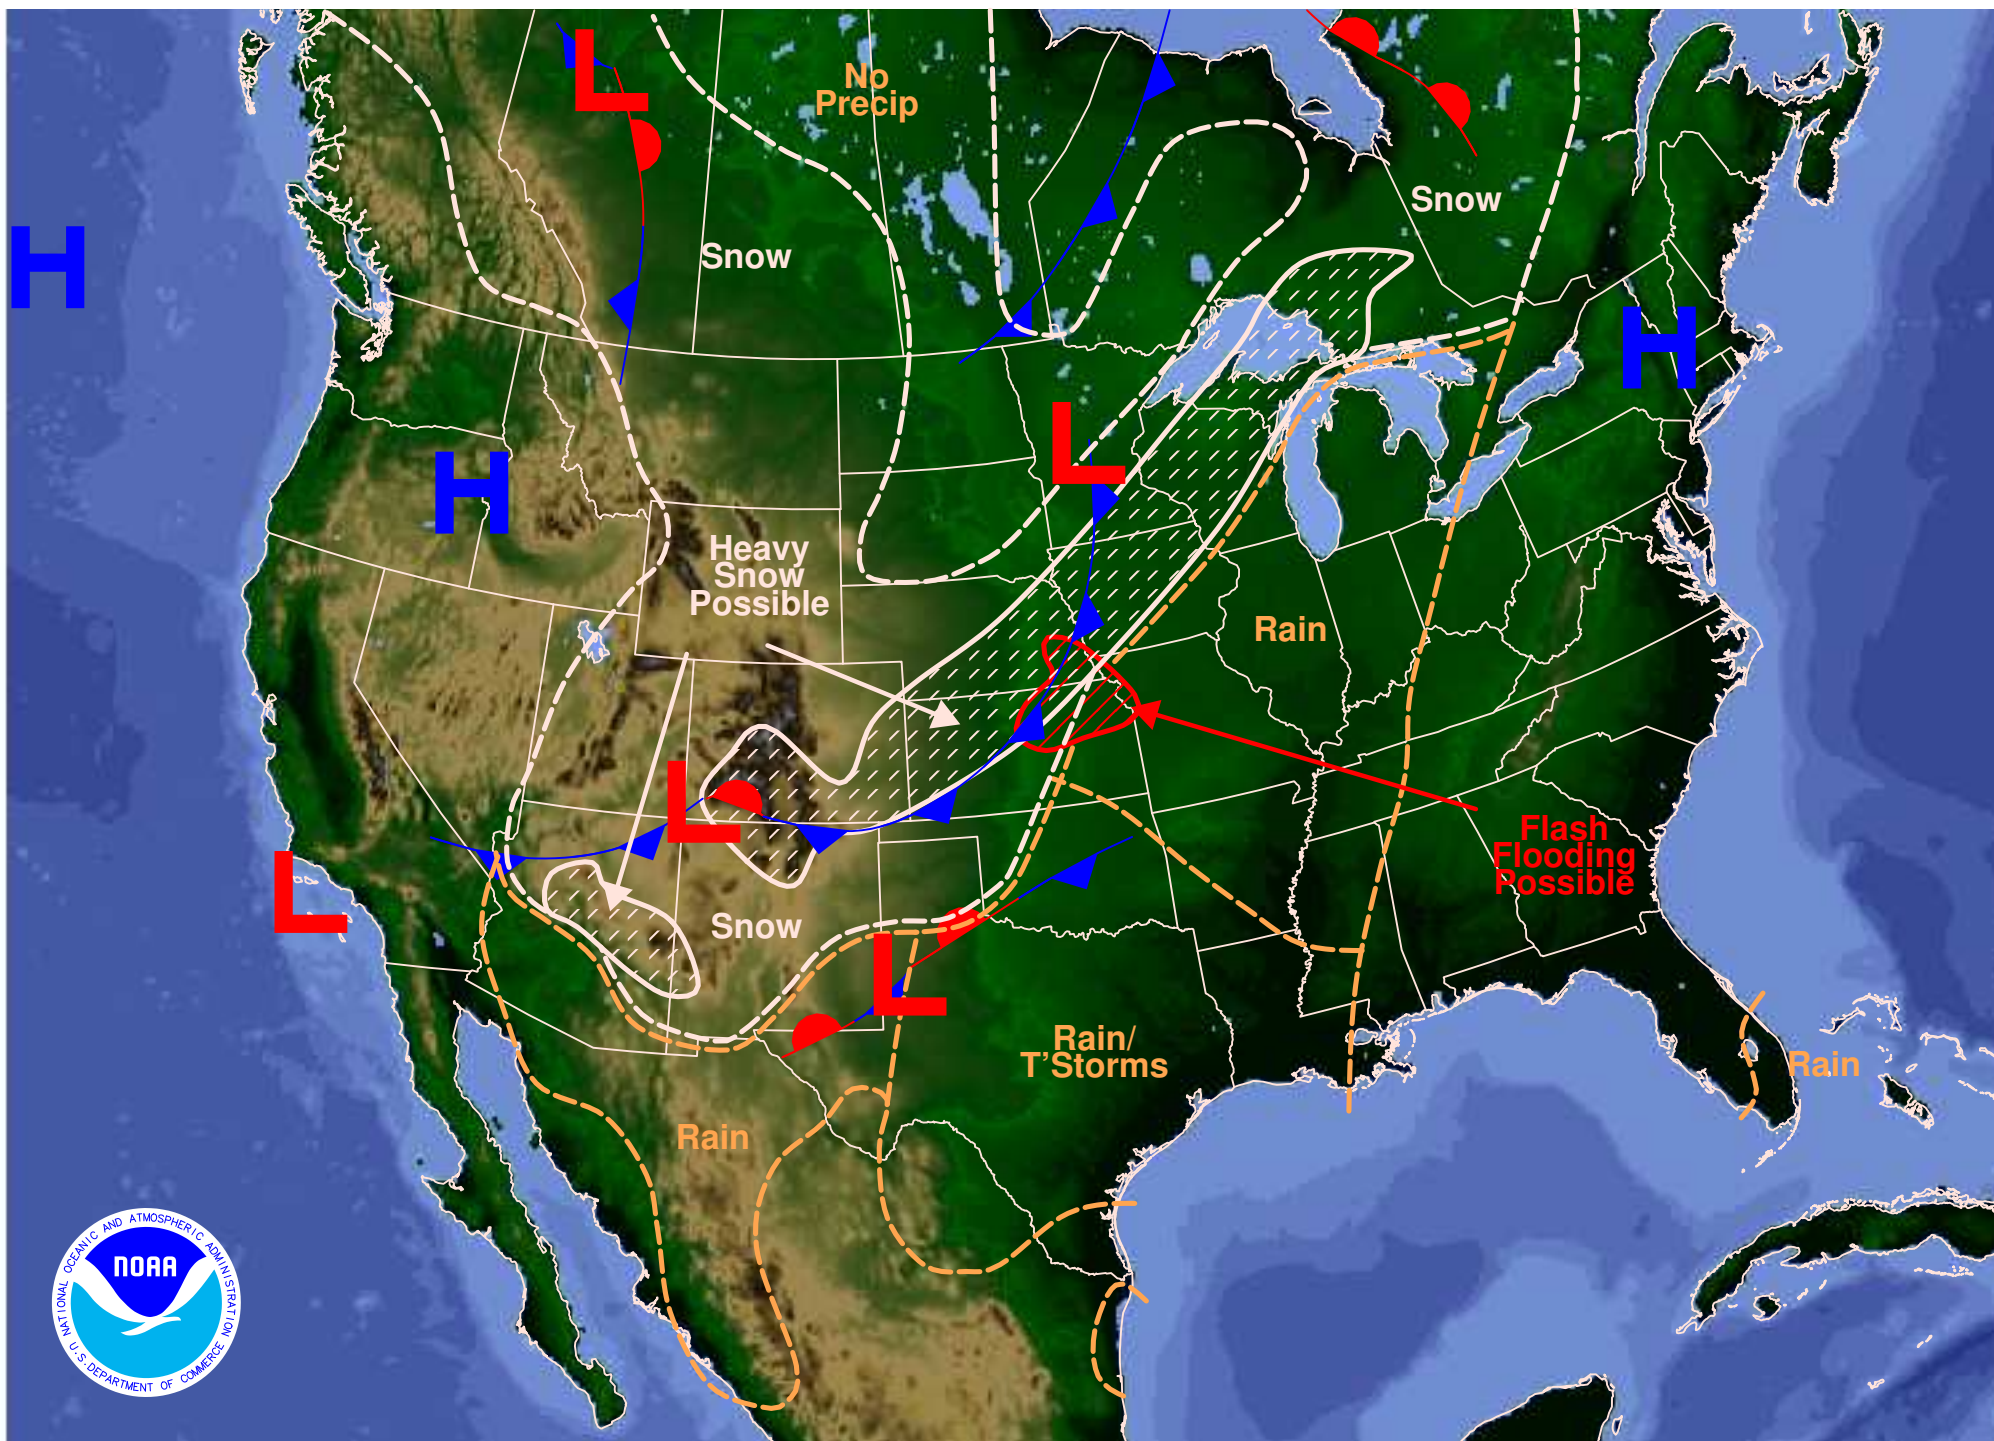 No
Precip
L
Snow
Snow
H
H
L
H
Heavy
Snow
Possible
Rain
L
Flash
Flooding
Possible
L
Snow
L
Rain/
T'Storms
Rain
Rain
NATIONAL OCEANIC AND ATMOSPHERIC ADMINISTRATION
NOAA
U.S. DEPARTMENT OF COMMERCE